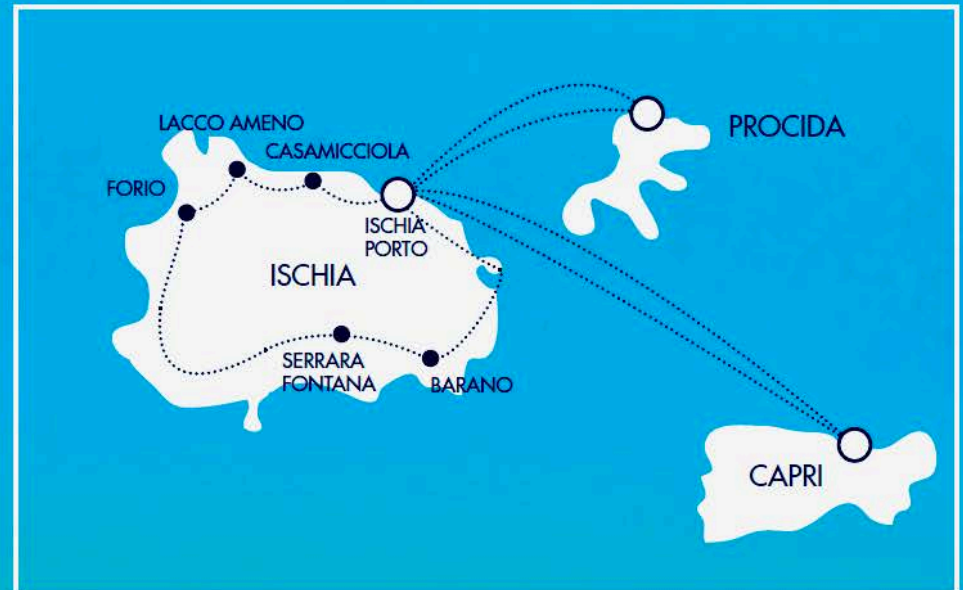 LACCO AMENO
CASAMICCIOLA
PROCIDA
FORIO
ISCHIA
PORTO
ISCHIA
SERRARA
FONTANA
BARANO
CAPRI